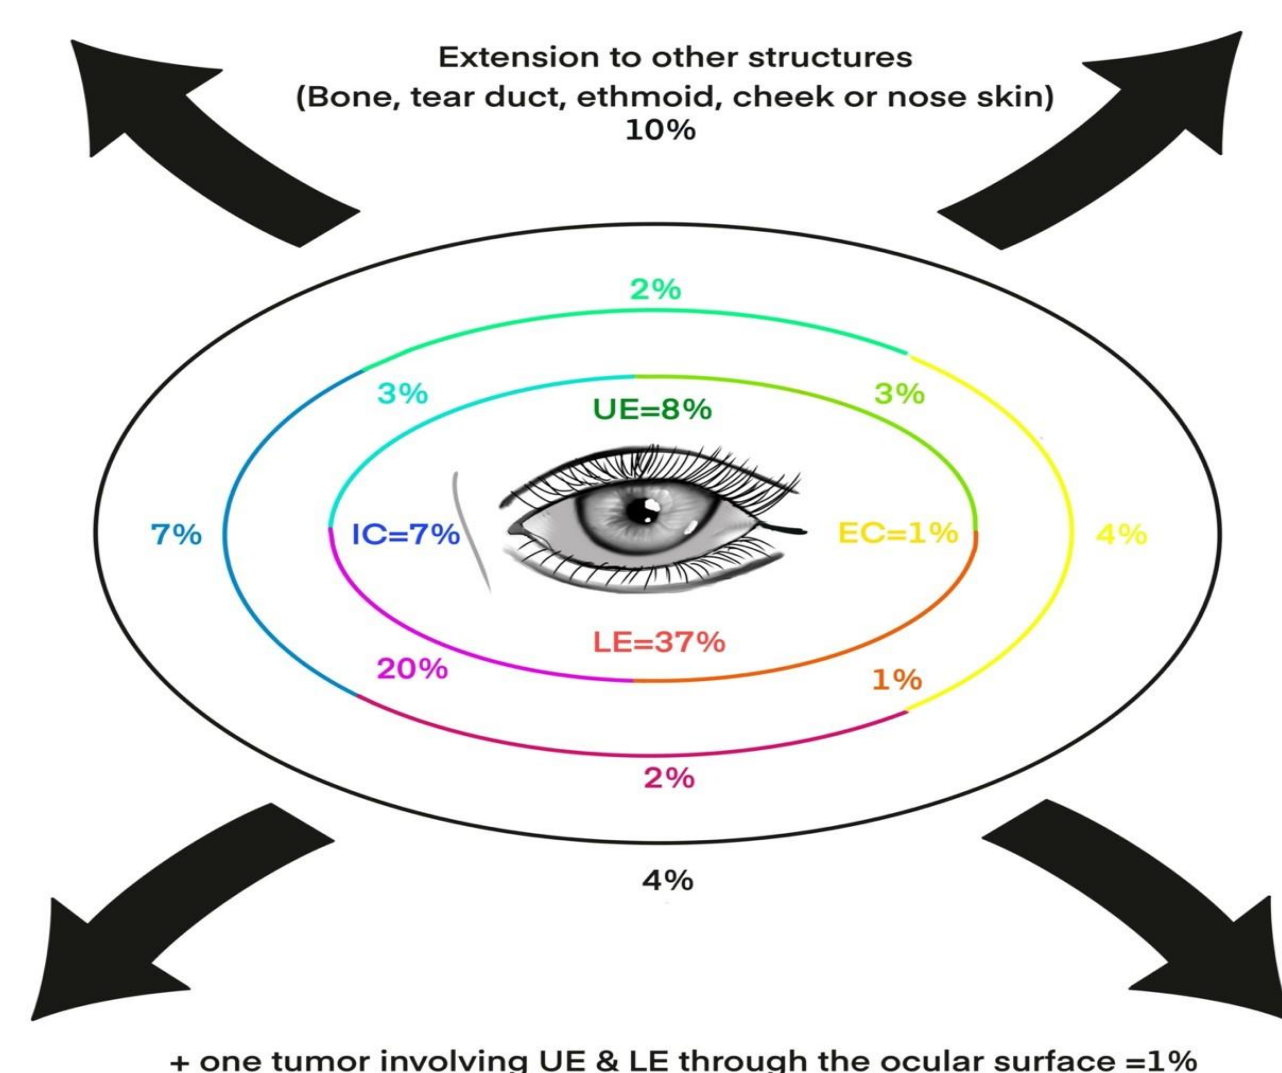 Extension to other structures
(Bone, tear duct, ethmoid, cheek or nose skin)
10%
2%
3%
3%
UE=8%
7%
IC=7%
EC=1%
4%
LE=37%
20%
1%
2%
4%
+ one tumor involving UE & LE through the ocular surface =1%